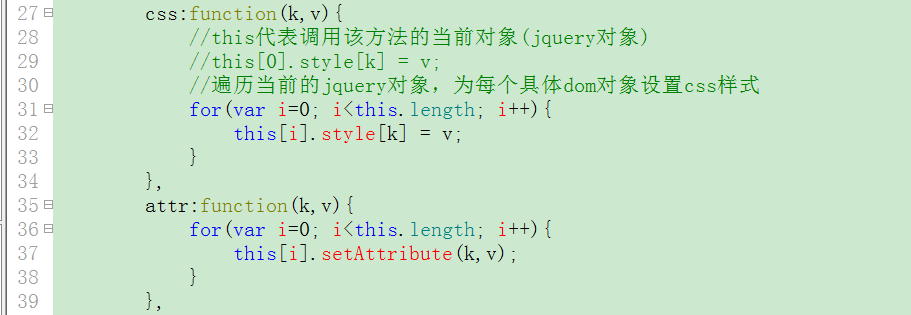 27 css:function(k,v){
28 //this代表调用该方法的当前对象(jquery对象)
29 //this[0].style[k] = v;
30 //遍历当前的jquery对象，为每个具体dom对象设置css样式
31 for(var i=0; i<this.length; i++){
32 this[i].style[k] = v;
33 }
34 },
35 attr:function(k,v){
36 for(var i=0; i<this.length; i++){
37 this[i].setAttribute(k,v);
38 }
39 },